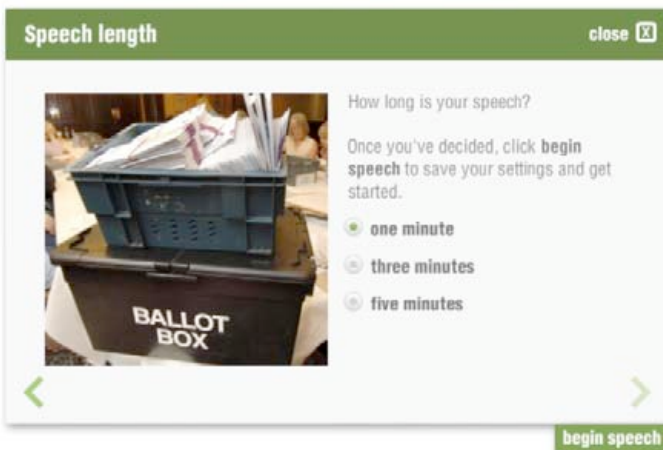 Speech length
close X
How long is your speech?
Once you've decided, click begin
speech to save your settings and get
started.
one minute
three minutes
five minutes
BALLOT
BOX
begin speech